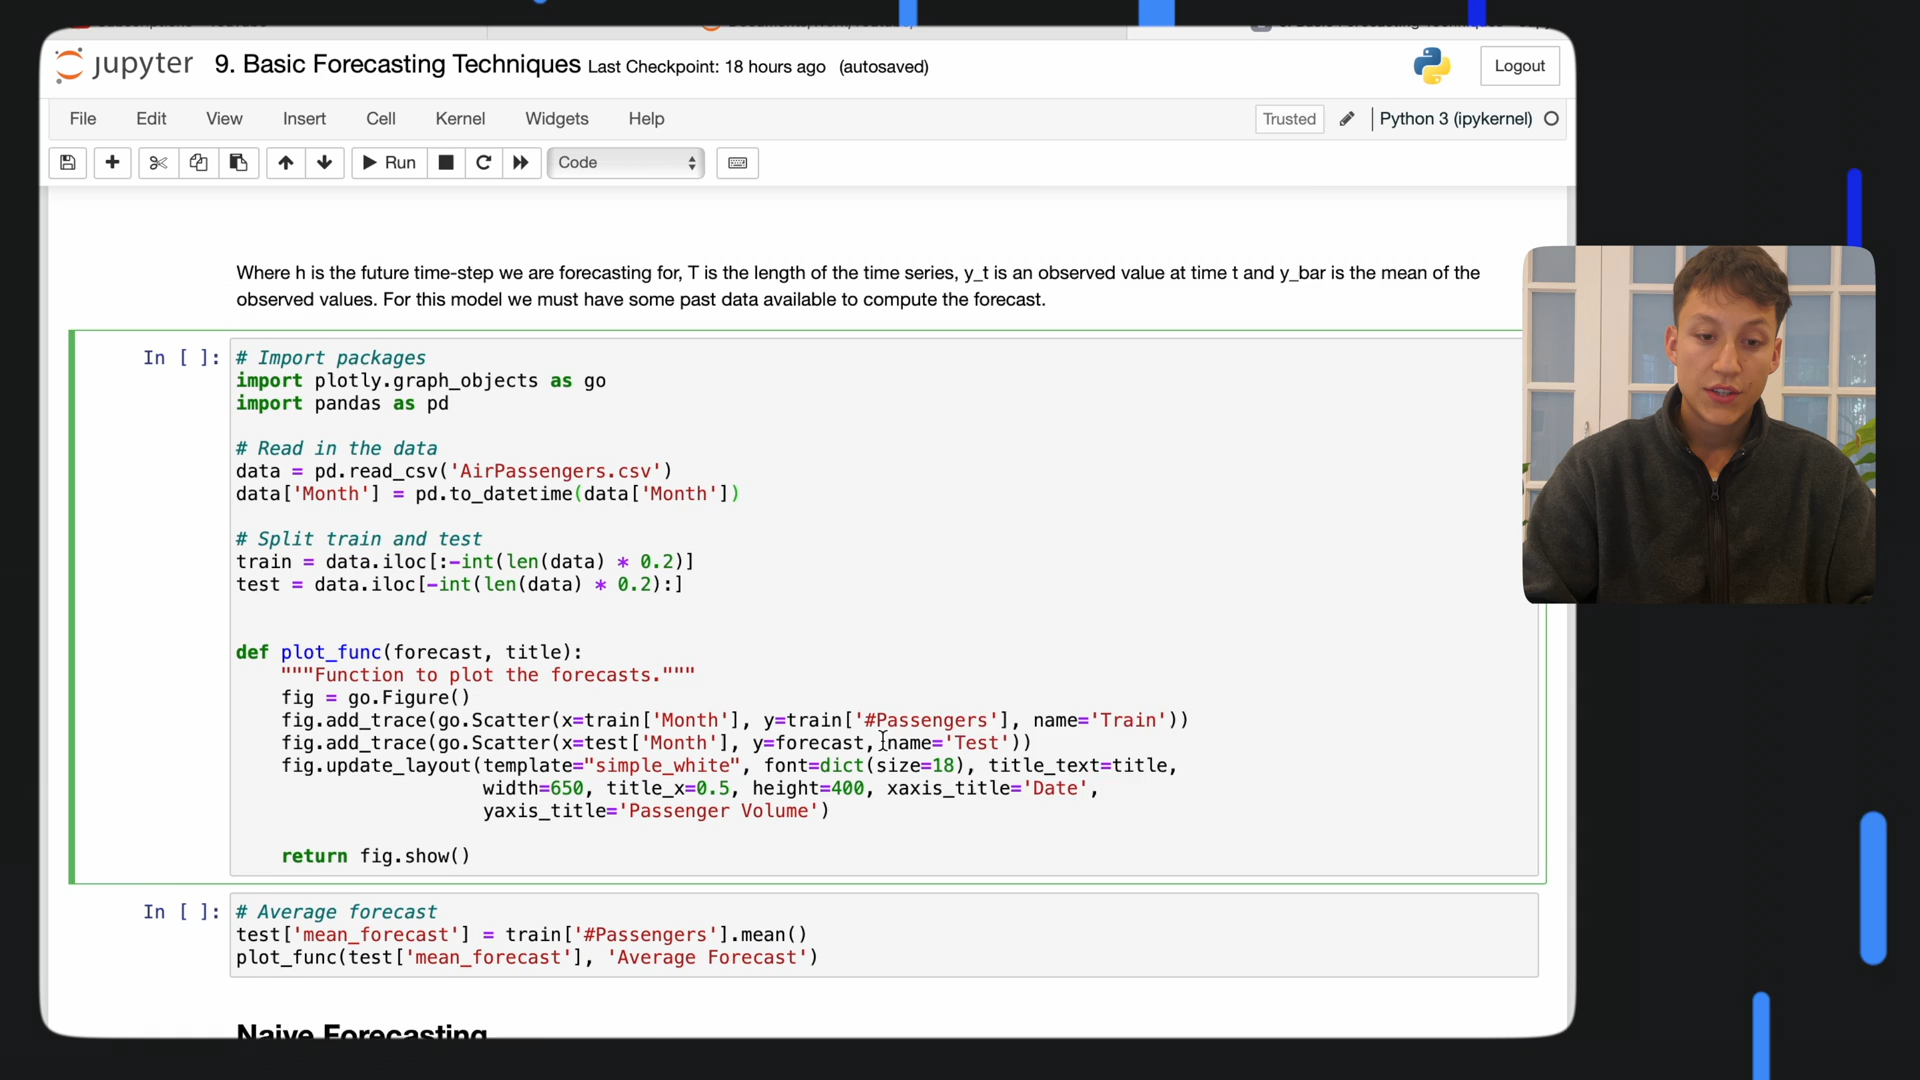 jupyter 9. Basic Forecasting Techniques Last Checkpoint: 18 hours ago (autosaved)
Logout
File Edit View Insert Cell Kernel Widgets Help
Trusted Python 3 (ipykernel)
Run Code
Where h is the future time-step we are forecasting for, T is the length of the time series, y_t is an observed value at time t and y_bar is the mean of the
observed values. For this model we must have some past data available to compute the forecast.
In [ ]: # Import packages
import plotly.graph_objects as go
import pandas as pd
# Read in the data
data = pd.read_csv('AirPassengers.csv')
data['Month'] = pd.to_datetime(data['Month'])
# Split train and test
train = data.iloc[:-int(len(data) * 0.2)]
test = data.iloc[-int(len(data) * 0.2):]
def plot_func(forecast, title):
"""Function to plot the forecasts."""
fig = go.Figure()
fig.add_trace(go.Scatter(x=train['Month'], y=train['#Passengers'], name='Train'))
fig.add_trace(go.Scatter(x=test['Month'], y=forecast, name='Test'))
fig.update_layout(template="simple_white", font=dict(size=18), title_text=title,
width=650, title_x=0.5, height=400, xaxis_title='Date',
yaxis_title='Passenger Volume')
return fig.show()
In [ ]: # Average forecast
test['mean_forecast'] = train['#Passengers'].mean()
plot_func(test['mean_forecast'], 'Average Forecast')
Naive Forecasting